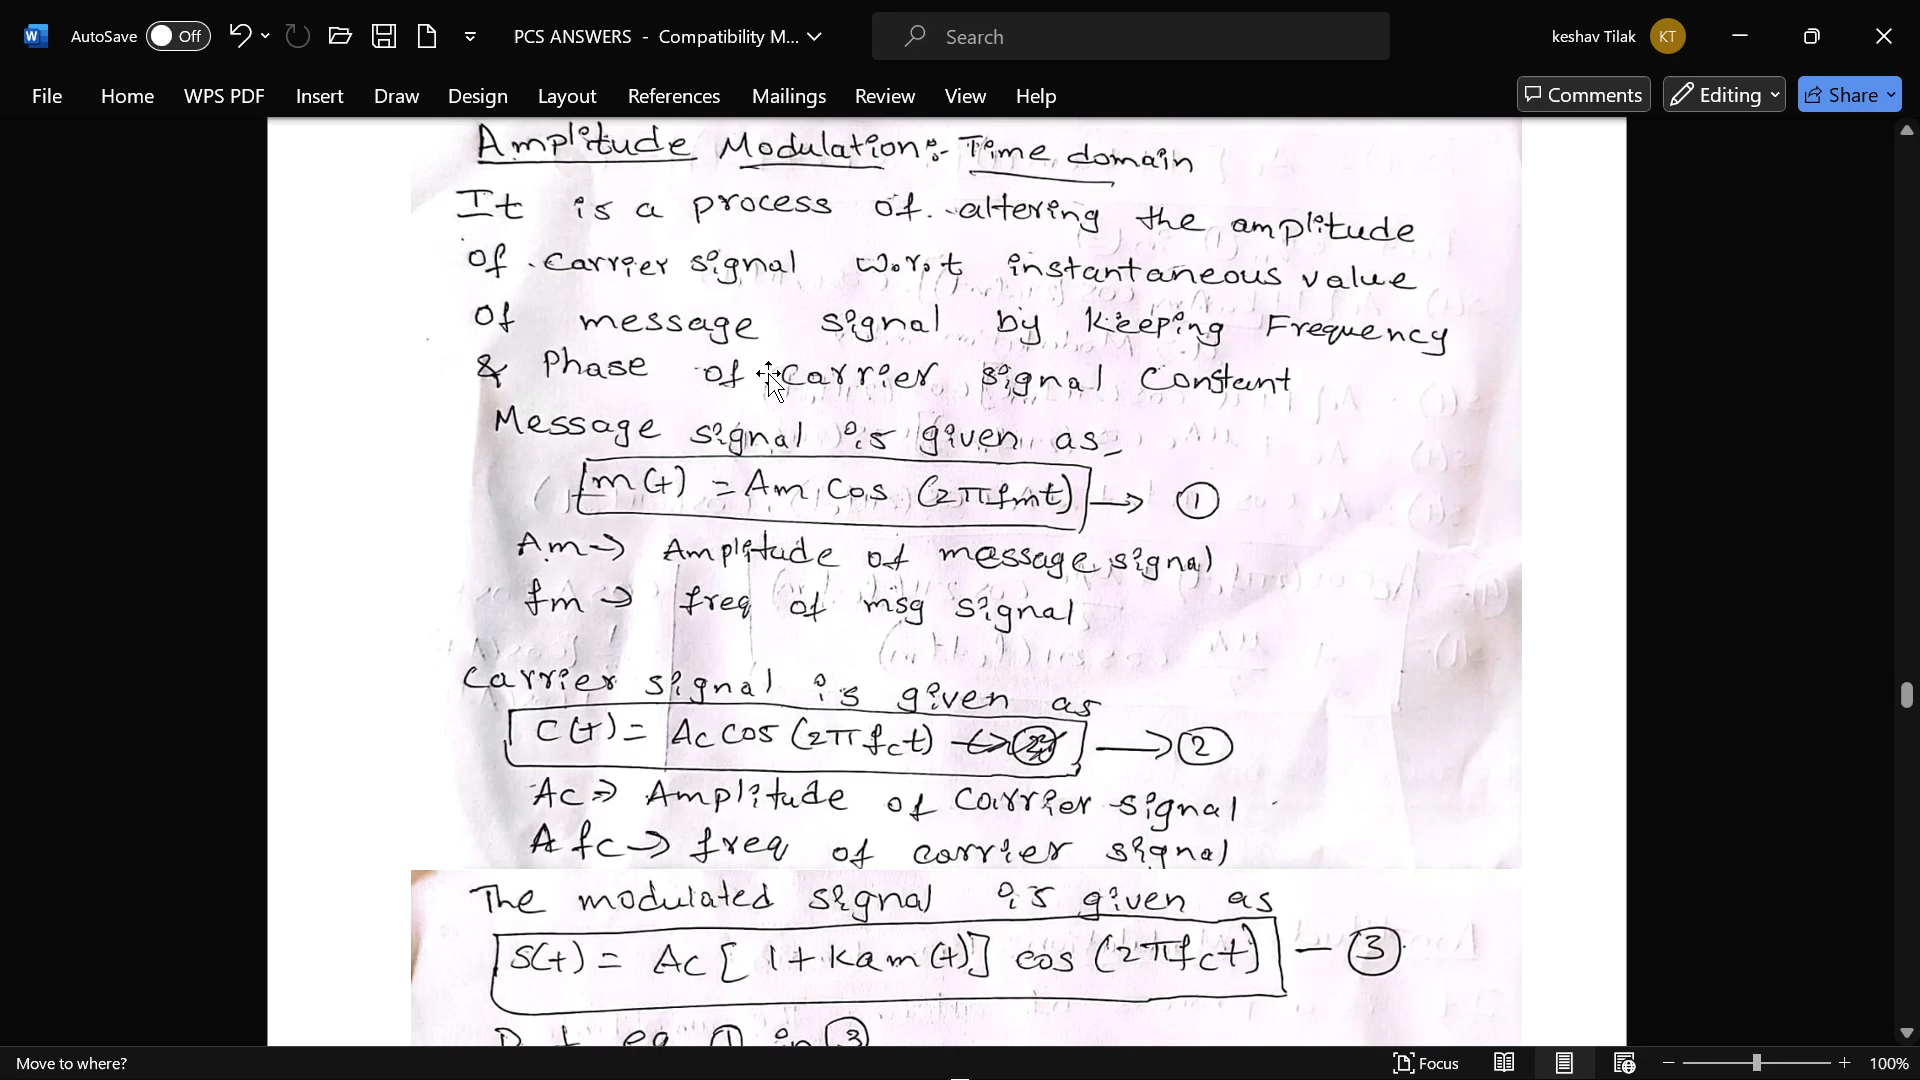 AutoSave Off PCS ANSWERS - Compatibility M... Search keshav Tilak KT
File Home WPS PDF Insert Draw Design Layout References Mailings Review View Help Comments Editing Share
Amplitude Modulation:- Time domain
It is a process of altering the amplitude
of carrier signal w.r.t instantaneous value
of message signal by keeping Frequency
& Phase of carrier signal constant
Message signal is given as
m(t) = Am cos (2πfmt) → ①
Am → Amplitude of message signal
fm → freq of msg signal
Carrier signal is given as
C(t) = Ac cos (2πfct) → ②
Ac → Amplitude of carrier signal
fc → freq of carrier signal
The modulated signal is given as
S(t) = Ac [1 + kam(t)] cos (2πfct) - ③
eq ① in ③
Move to where? Focus 100%